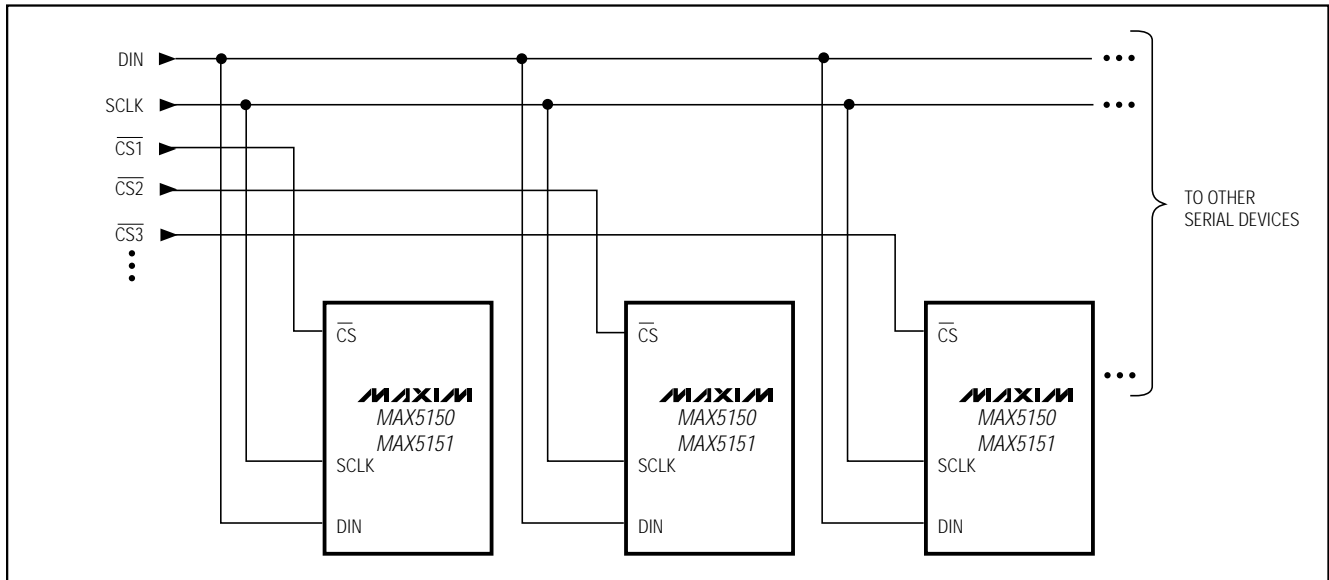 DIN
SCLK
CS1
CS2
CS3
TO OTHER
SERIAL DEVICES
CS
MAXIM
MAX5150
MAX5151
SCLK
DIN
CS
MAXIM
MAX5150
MAX5151
SCLK
DIN
CS
MAXIM
MAX5150
MAX5151
SCLK
DIN